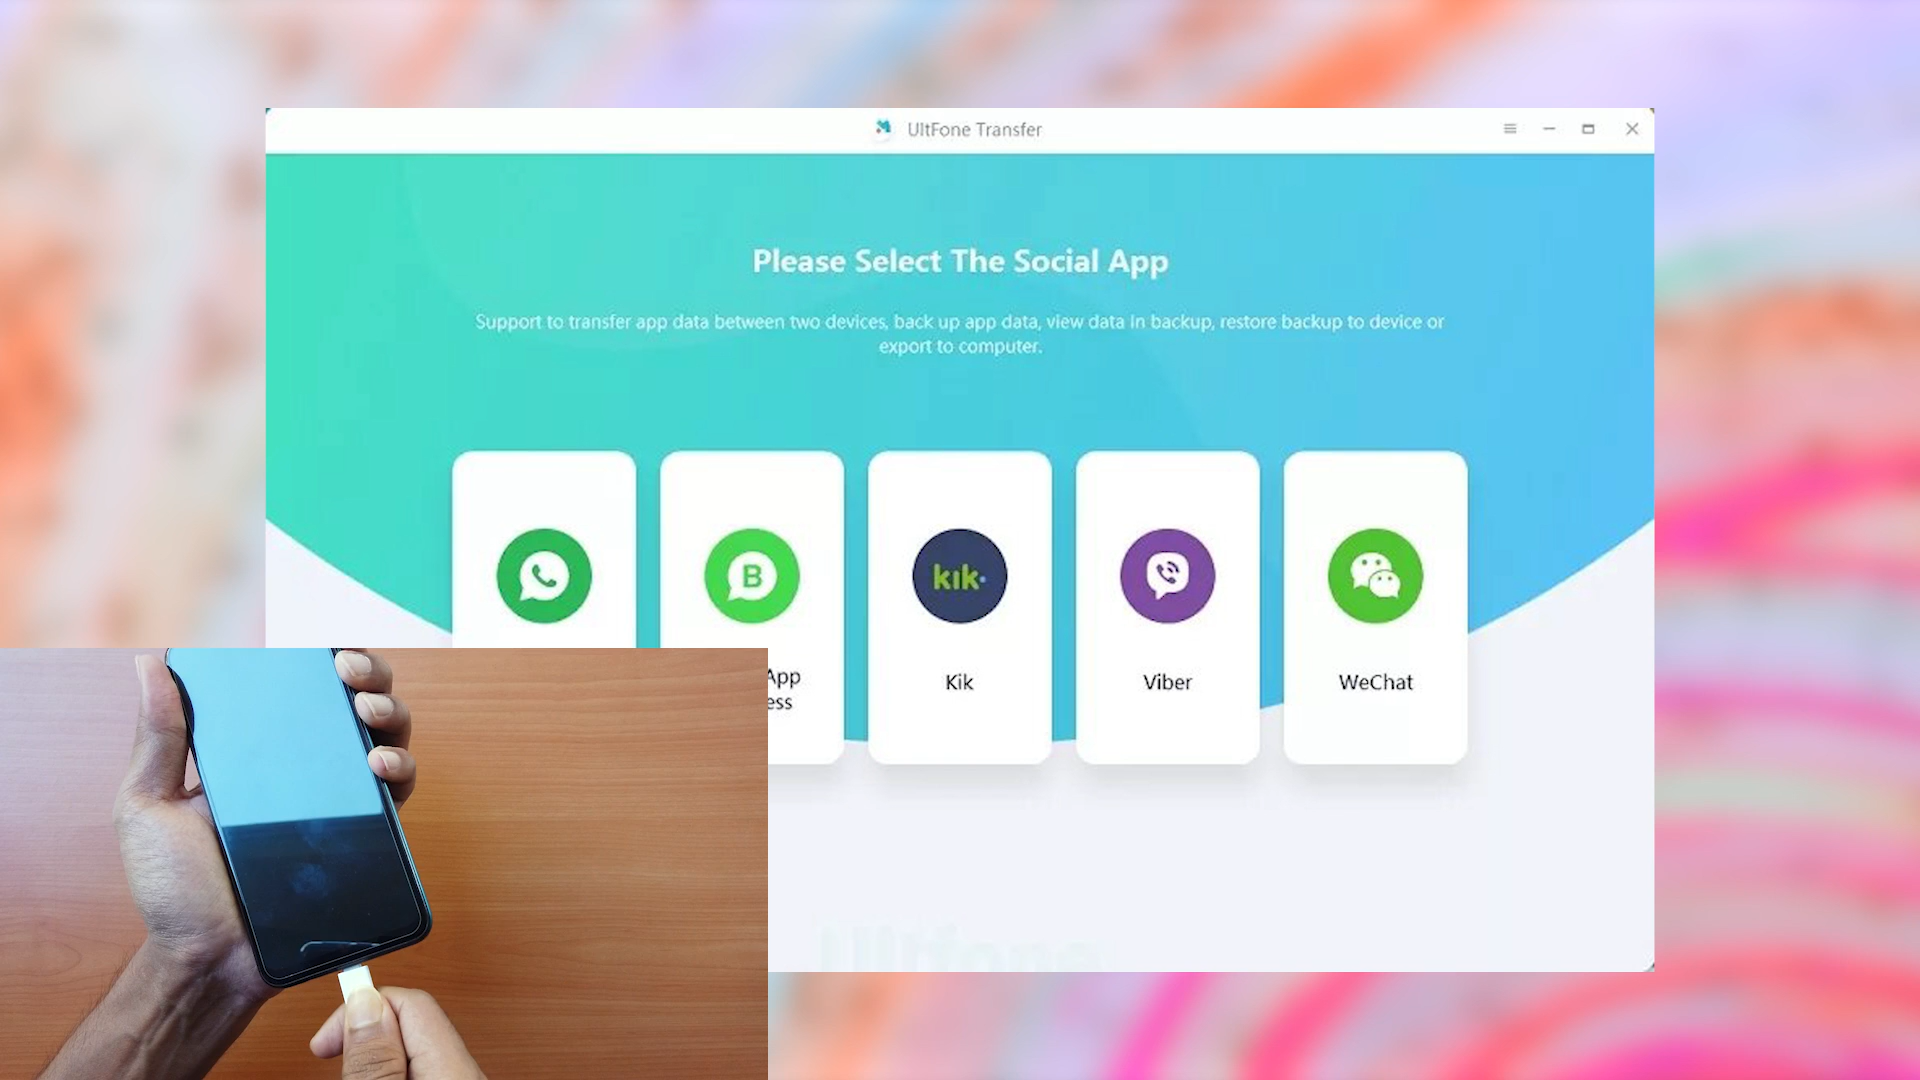 UltFone Transfer
Please Select The Social App
Support to transfer app data between two devices, back up app data, view data in backup, restore backup to device or
export to computer.
B
kik.
App
ess
Kik
Viber
WeChat
Ultfone